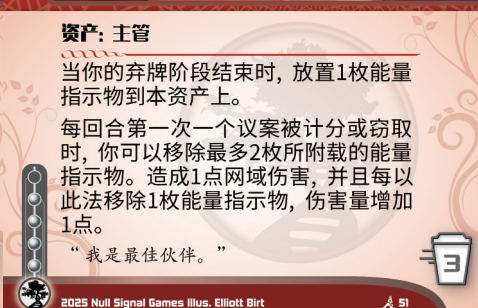 资产: 主管
当你的弃牌阶段结束时, 放置1枚能量
指示物到本资产上。
每回合第一次一个议案被计分或窃取
时, 你可以移除最多2枚所附载的能量
指示物。造成1点网域伤害, 并且每以
此法移除1枚能量指示物, 伤害量增加
1点。
“我是最佳伙伴。”
3
2025 Null Signal Games Illus. Elliott Birt
51